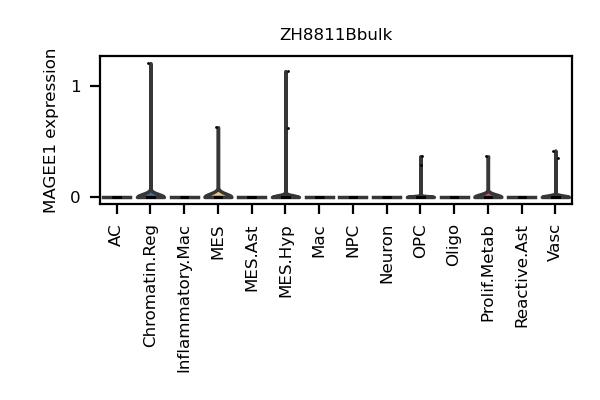 ZH8811Bbulk
MAGEE1 expression
1
0
AC
Chromatin.Reg
Inflammatory.Mac
MES
MES.Ast
MES.Hyp
Mac
NPC
Neuron
OPC
Oligo
Prolif.Metab
Reactive.Ast
Vasc